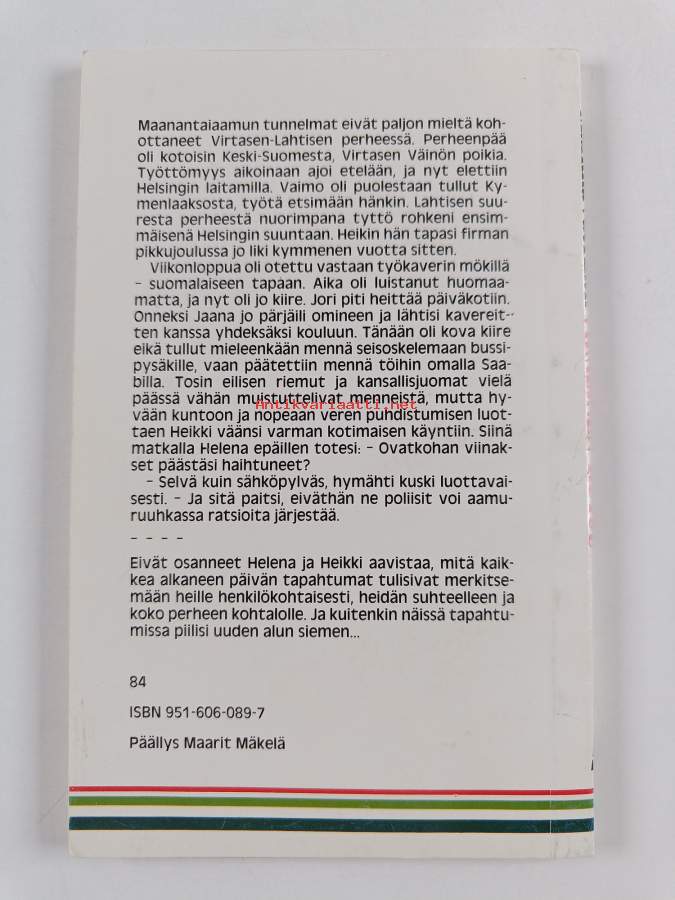 Maanantaiaamun tunnelmat eivät paljon mieltä koh-
ottaneet Virtasen-Lahtisen perheessä. Perheenpää
oli kotoisin Keski-Suomesta, Virtasen Väinön poikia.
Työttömyys aikoinaan ajoi etelään, ja nyt elettiin
Helsingin laitamilla. Vaimo oli puolestaan tullut Ky-
menlaaksosta, työtä etsimään hänkin. Lahtisen suu-
resta perheestä nuorimpana tyttö rohkeni ensim-
mäisenä Helsingin suuntaan. Heikin hän tapasi firman
pikkujoulussa jo liki kymmenen vuotta sitten.
Viikonloppua oli otettu vastaan työkaverin mökillä
– suomalaiseen tapaan. Aika oli luistanut huomaa-
matta, ja nyt oli jo kiire. Jori piti heittää päiväkotiin.
Onneksi Jaana jo pärjäili omineen ja lähtisi kavereit-
ten kanssa yhdeksäksi kouluun. Tänään oli kova kiire
eikä tullut mieleenkään mennä seisoskelemaan bussi-
pysäkille, vaan päätettiin mennä töihin omalla Saa-
billa. Tosin eilisen riemut ja kansallisjuomat vielä
päässä vähän muistuttelivat menneistä, mutta hy-
Antikvariaatti.net
vään kuntoon ja nopeaan veren puhdistumisen luot-
taen Heikki väänsi varman kotimaisen käyntiin. Siinä
matkalla Helena epäillen totesi: – Ovatkohan viinak-
set päästäsi haihtuneet?
– Selvä kuin sähköpylväs, hymähti kuski luottavai-
sesti. – Ja sitä paitsi, eiväthän ne poliisit voi aamu-
ruuhkassa ratsioita järjestää.
– – – –
Eivät osanneet Helena ja Heikki aavistaa, mitä kaik-
kea alkaneen päivän tapahtumat tulisivat merkitse-
mään heille henkilökohtaisesti, heidän suhteelleen ja
koko perheen kohtalolle. Ja kuitenkin näissä tapahtu-
missa piilisi uuden alun siemen...
84
ISBN 951-606-089-7
Päällys Maarit Mäkelä